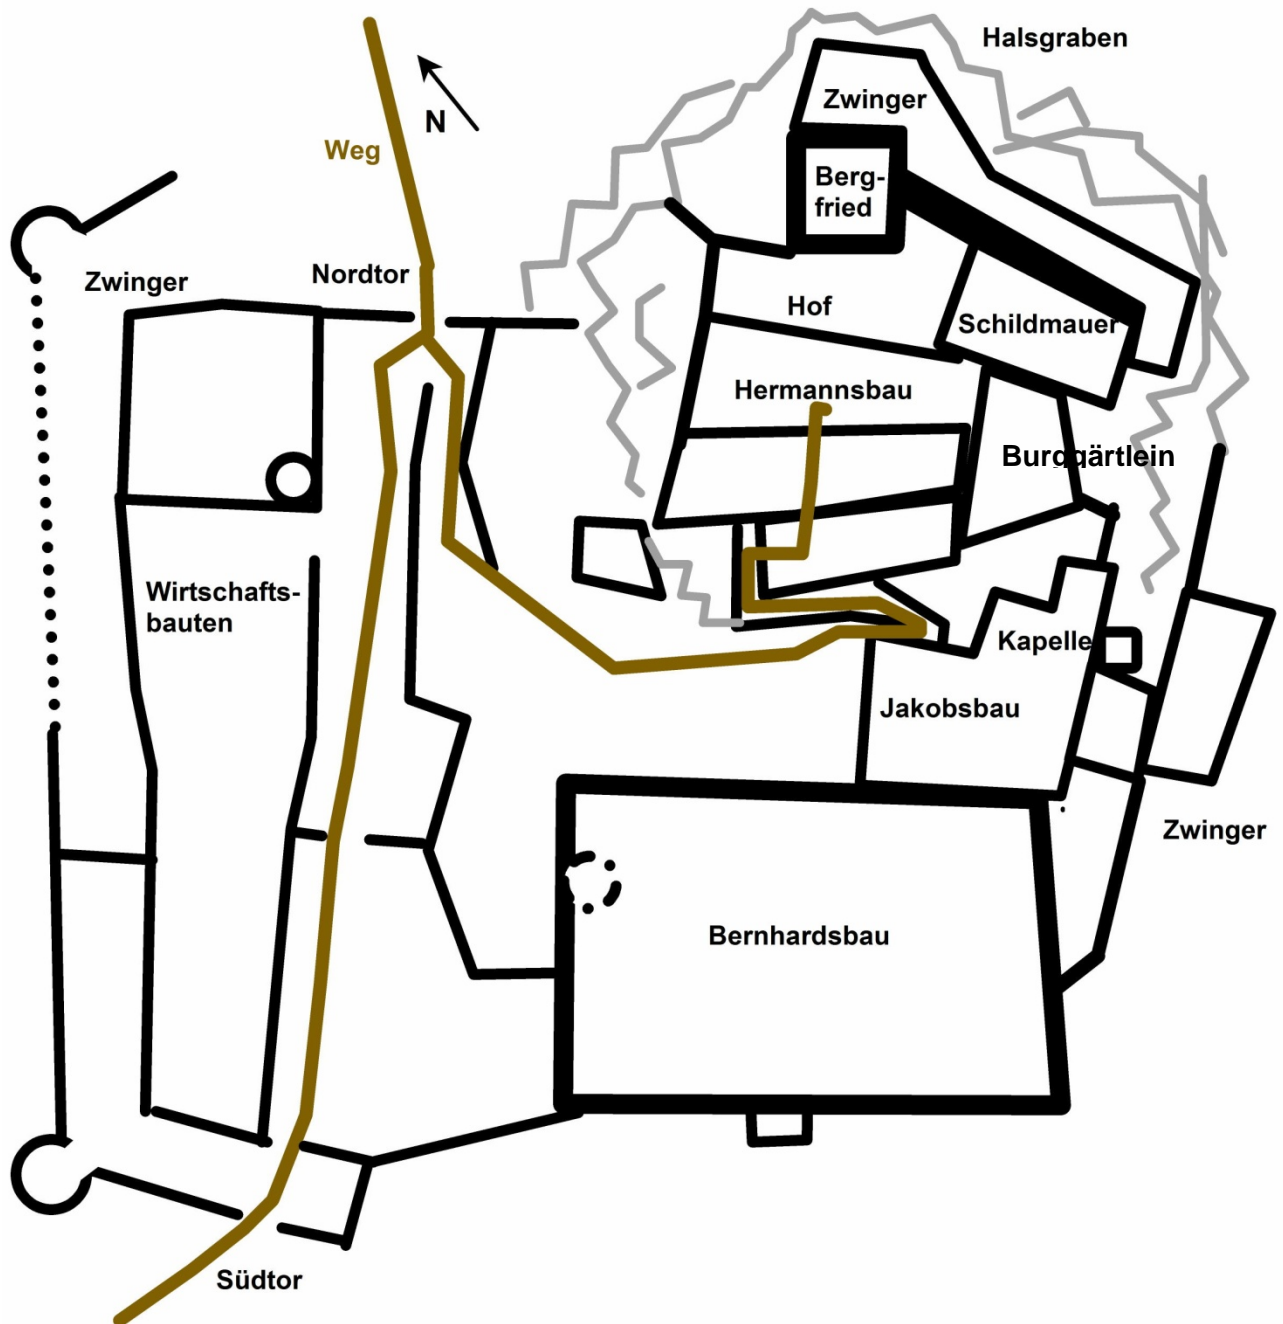 Halsgraben
Zwinger
N
Weg
Berg-
fried
Zwinger
Nordtor
Hof
Schildmauer
Hermannsbau
Burggärtlein
Wirtschafts-
bauten
Kapelle
Jakobsbau
Zwinger
Bernhardsbau
Südtor